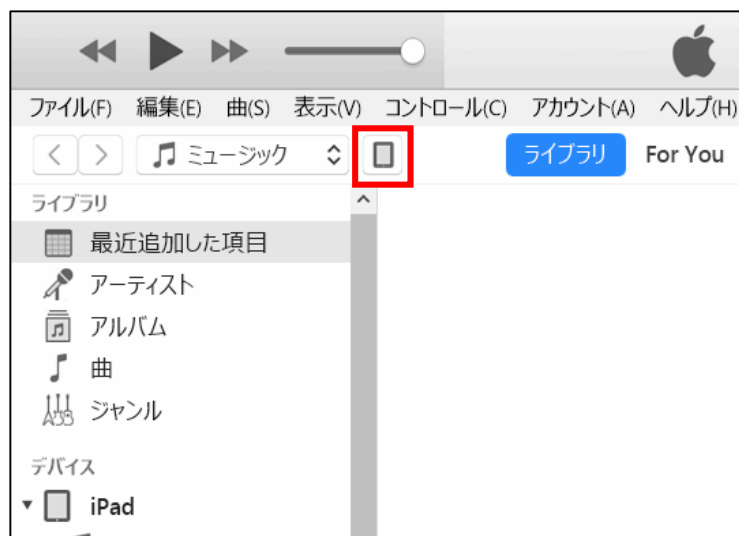 ファイル(F) 編集(E) 曲(S) 表示(V) コントロール(C) アカウント(A) ヘルプ(H)
ミュージック ライブラリ For You
ライブラリ
最近追加した項目
アーティスト
アルバム
曲
ジャンル
デバイス
iPad